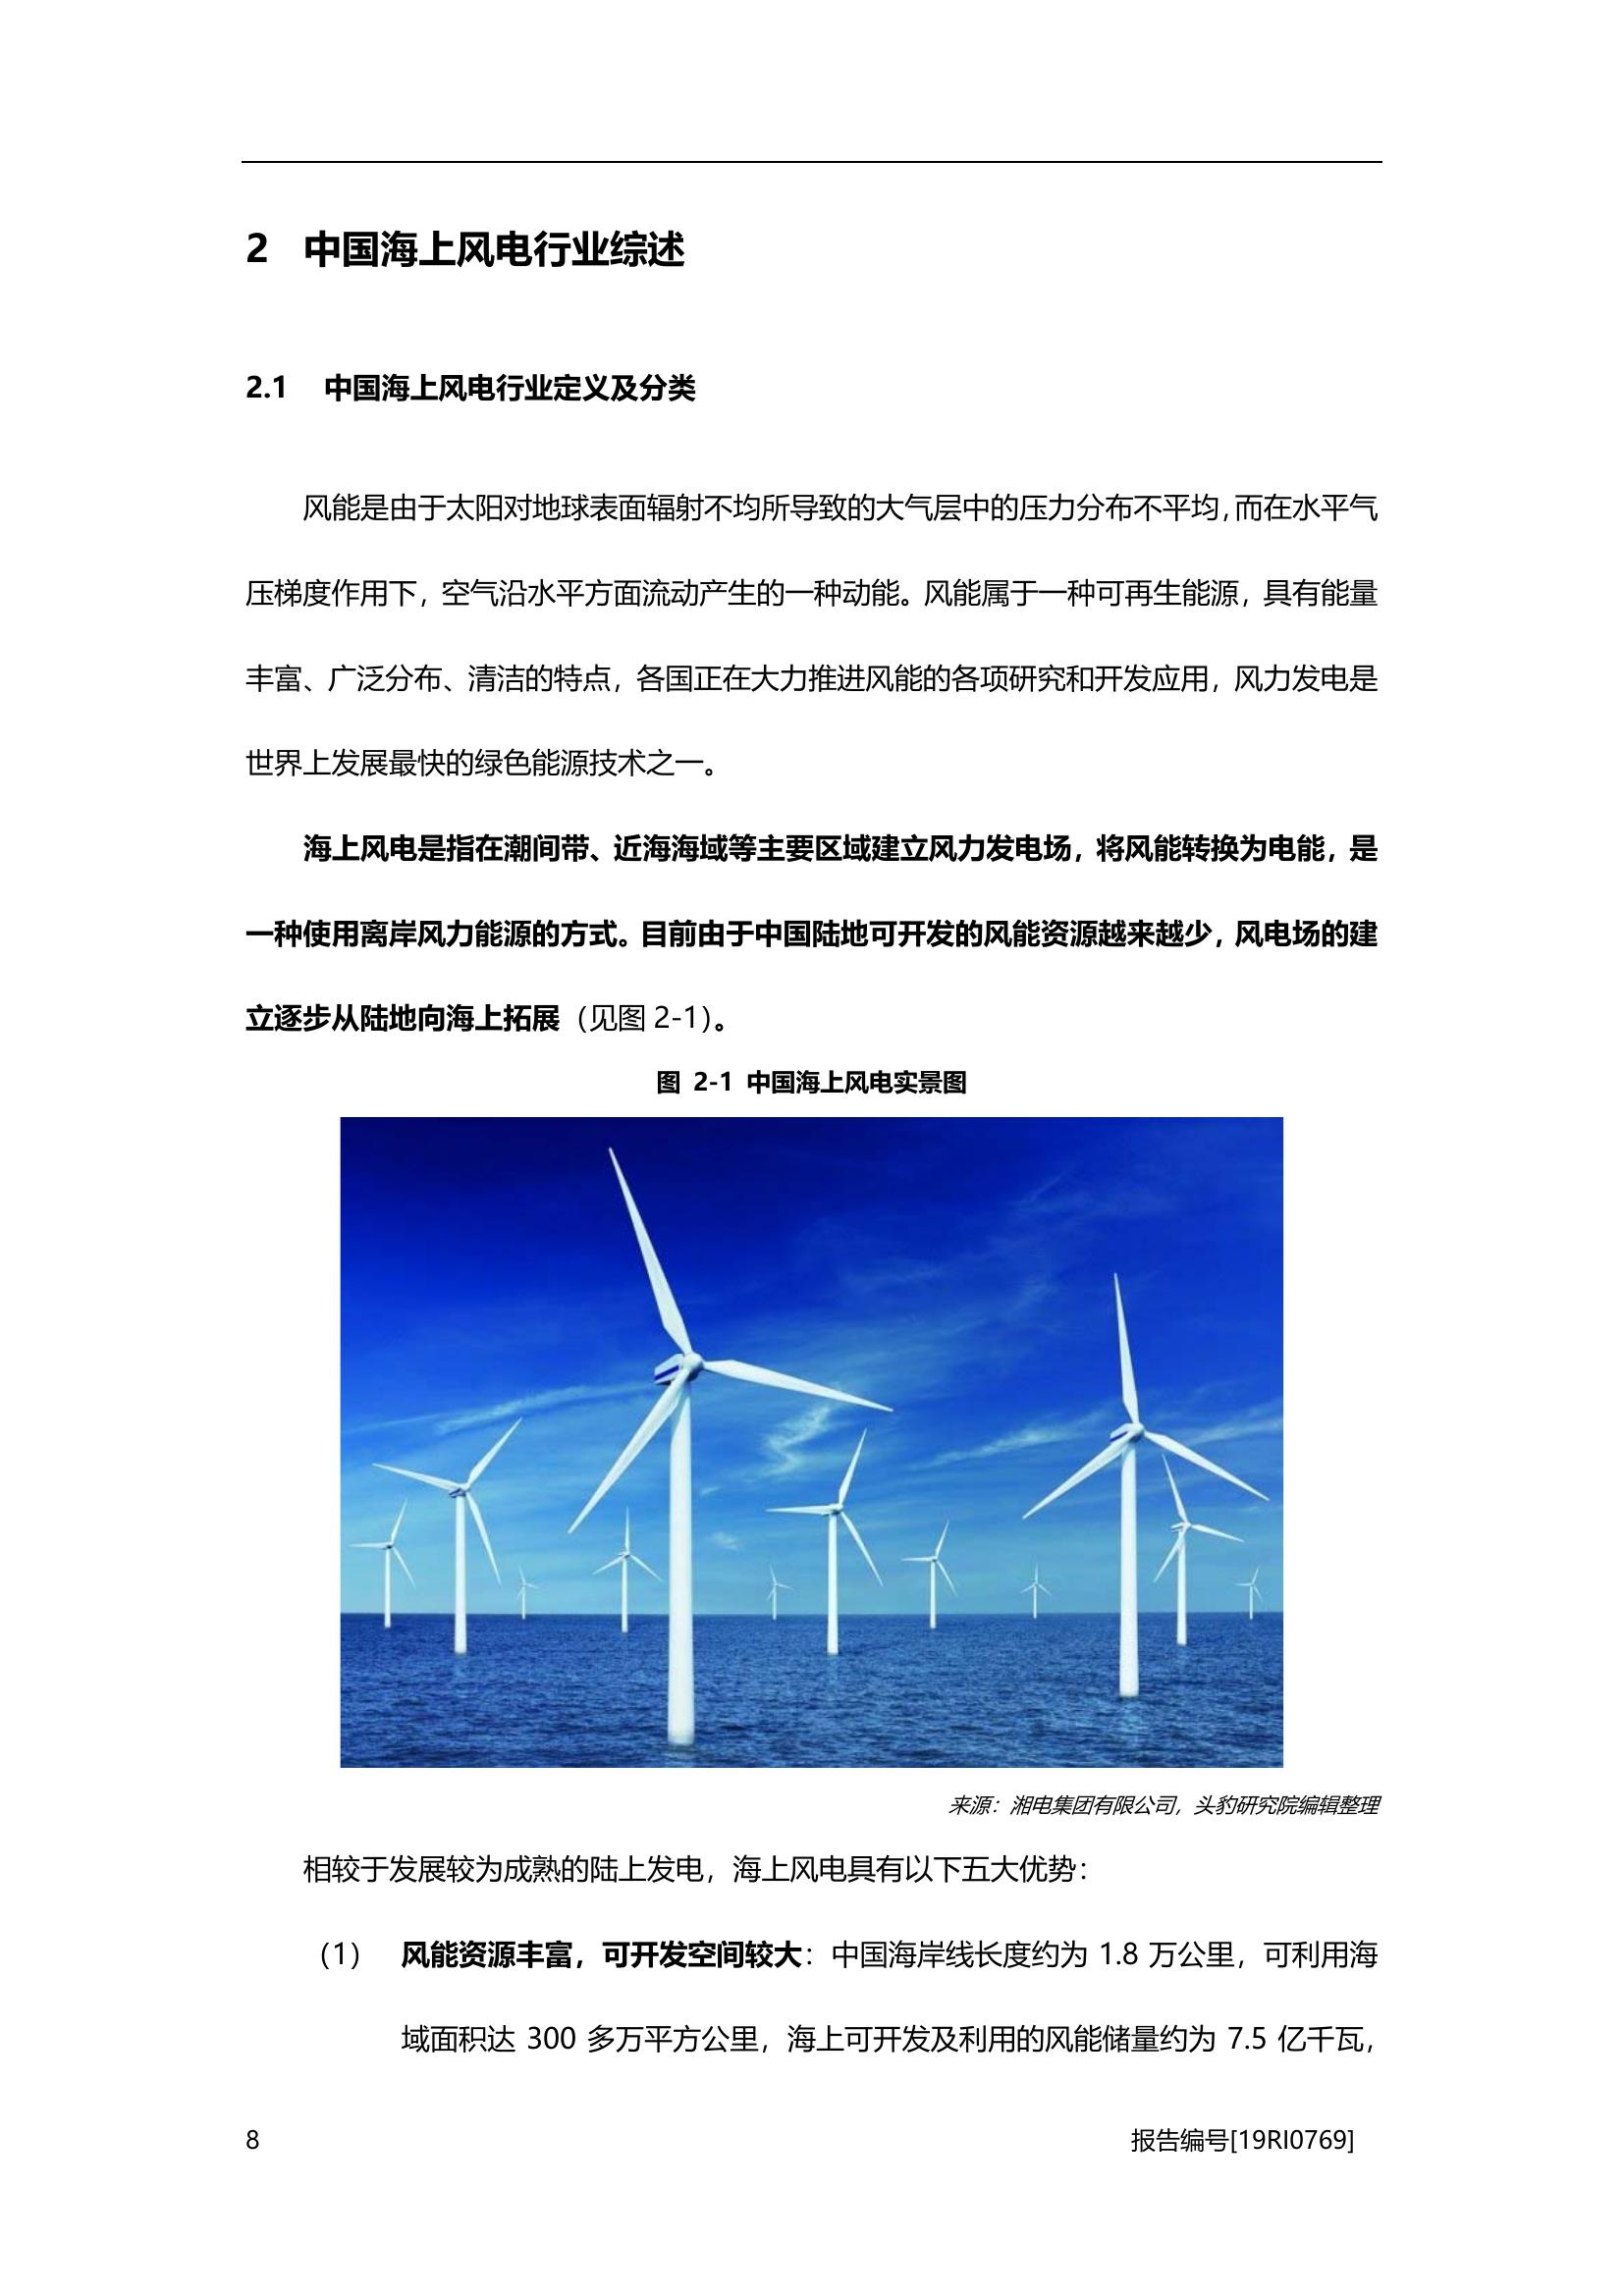 2 中国海上风电行业综述
2.1 中国海上风电行业定义及分类
风能是由于太阳对地球表面辐射不均所导致的大气层中的压力分布不平均，而在水平气
压梯度作用下，空气沿水平方面流动产生的一种动能。风能属于一种可再生能源，具有能量
丰富、广泛分布、清洁的特点，各国正在大力推进风能的各项研究和开发应用，风力发电是
世界上发展最快的绿色能源技术之一。
海上风电是指在潮间带、近海海域等主要区域建立风力发电场，将风能转换为电能，是
一种使用离岸风力能源的方式。目前由于中国陆地可开发的风能资源越来越少，风电场的建
立逐步从陆地向海上拓展（见图 2-1）。
图 2-1 中国海上风电实景图
来源：湘电集团有限公司，头豹研究院编辑整理
相较于发展较为成熟的陆上发电，海上风电具有以下五大优势：
（1） 风能资源丰富，可开发空间较大：中国海岸线长度约为 1.8 万公里，可利用海
域面积达 300 多万平方公里，海上可开发及利用的风能储量约为 7.5 亿千瓦，
8 报告编号[19RI0769]